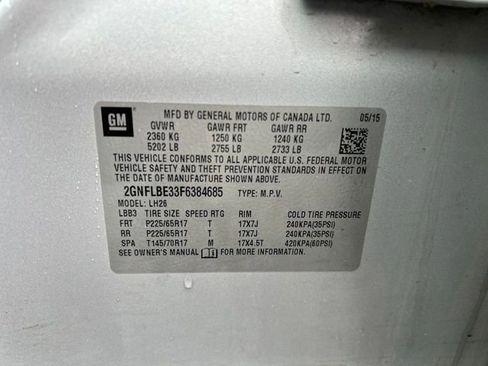 GM
MFD BY GENERAL MOTORS OF CANADA LTD. 05/15
GVWR GAWR FRT GAWR RR
2360 KG 1250 KG 1240 KG
5202 LB 2755 LB 2733 LB
THIS VEHICLE CONFORMS TO ALL APPLICABLE U.S. FEDERAL MOTOR
VEHICLE SAFETY AND THEFT PREVENTION STANDARDS IN EFFECT ON
THE DATE OF MANUFACTURE SHOWN ABOVE.
2GNFLBE33F6384685 TYPE: M.P.V.
MODEL: LH26
LBB3 TIRE SIZE SPEED RTG RIM COLD TIRE PRESSURE
FRT P225/65R17 T 17X7J 240KPA(35PSI)
RR P225/65R17 T 17X7J 240KPA(35PSI)
SPA T145/70R17 M 17X4.5T 420KPA(60PSI)
SEE OWNER'S MANUAL FOR MORE INFORMATION.